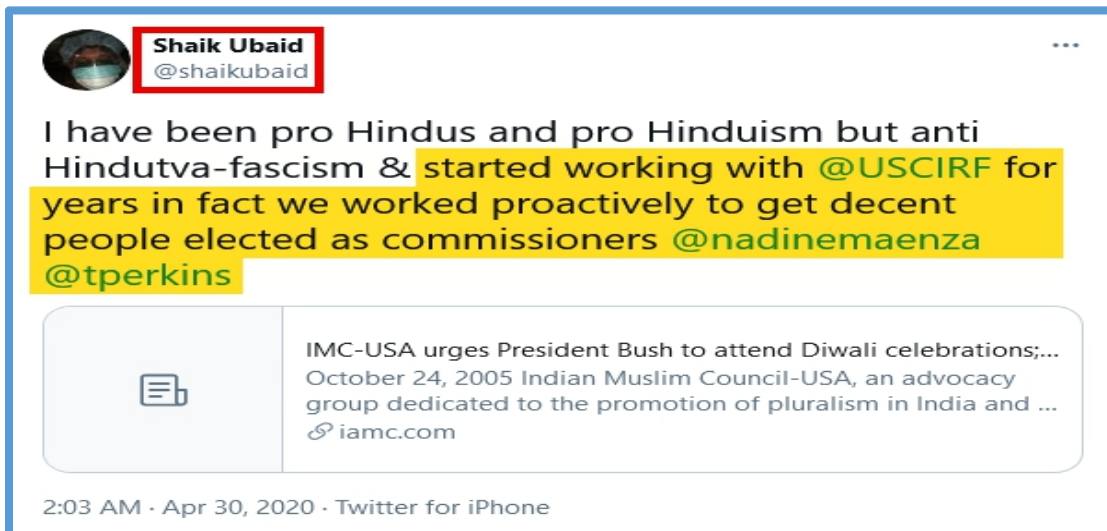 Shaik Ubaid
@shaikubaid
I have been pro Hindus and pro Hinduism but anti
Hindutva-fascism & started working with @USCIRF for
years in fact we worked proactively to get decent
people elected as commissioners @nadinemaenza
@tperkins
IMC-USA urges President Bush to attend Diwali celebrations;...
October 24, 2005 Indian Muslim Council-USA, an advocacy
group dedicated to the promotion of pluralism in India and ...
iamc.com
2:03 AM · Apr 30, 2020 · Twitter for iPhone